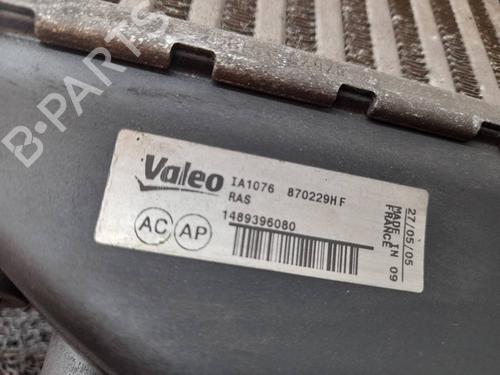 B-PARTS
Valeo
IA1076 870229HF
RAS
1489396080
AC AP
27/05/05
MADE IN 09
FRANCE